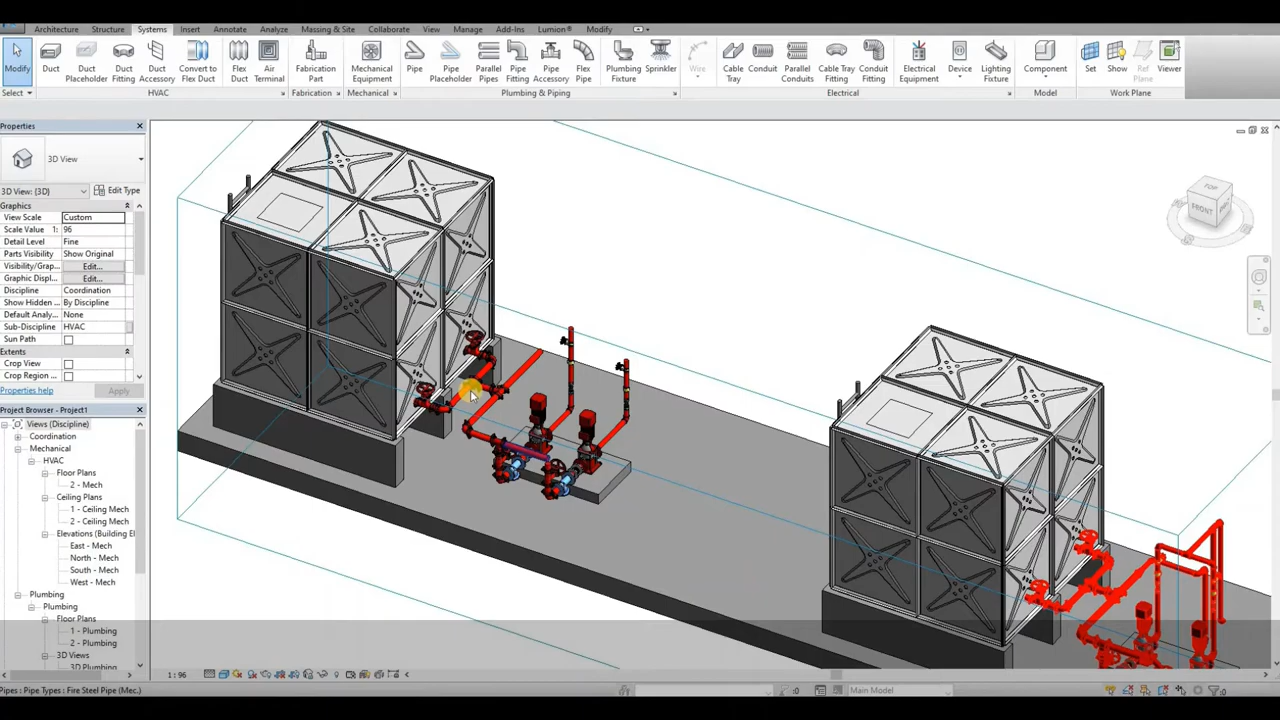 Architecture Structure Systems Insert Annotate Analyze Massing & Site Collaborate View Manage Add-Ins Lumion® Modify
Modify Duct Duct Placeholder Duct Fitting Duct Accessory Convert to Flex Duct Flex Duct Air Terminal Fabrication Part Mechanical Equipment Pipe Pipe Placeholder Parallel Pipes Pipe Fitting Pipe Accessory Flex Pipe Plumbing Fixture Sprinkler Wire Cable Tray Conduit Parallel Conduits Cable Tray Fitting Conduit Fitting Electrical Equipment Device Lighting Fixture Component Set Show Ref Plane Viewer
Select HVAC Fabrication Mechanical Plumbing & Piping Electrical Model Work Plane
Properties
3D View
3D View: {3D} Edit Type
Graphics
View Scale Custom
Scale Value 1: 96
Detail Level Fine
Parts Visibility Show Original
Visibility/Grap... Edit...
Graphic Displ... Edit...
Discipline Coordination
Show Hidden ... By Discipline
Default Analy... None
Sub-Discipline HVAC
Sun Path
Extents
Crop View
Crop Region ...
Properties help Apply
Project Browser - Project1
Views (Discipline)
Coordination
Mechanical
HVAC
Floor Plans
2 - Mech
Ceiling Plans
1 - Ceiling Mech
2 - Ceiling Mech
Elevations (Building El
East - Mech
North - Mech
South - Mech
West - Mech
Plumbing
Plumbing
Floor Plans
1 - Plumbing
2 - Plumbing
3D Views
3D Plumbing
TOP
FRONT
1 : 96
Pipes : Pipe Types : Fire Steel Pipe (Mec.) :0 Main Model :0